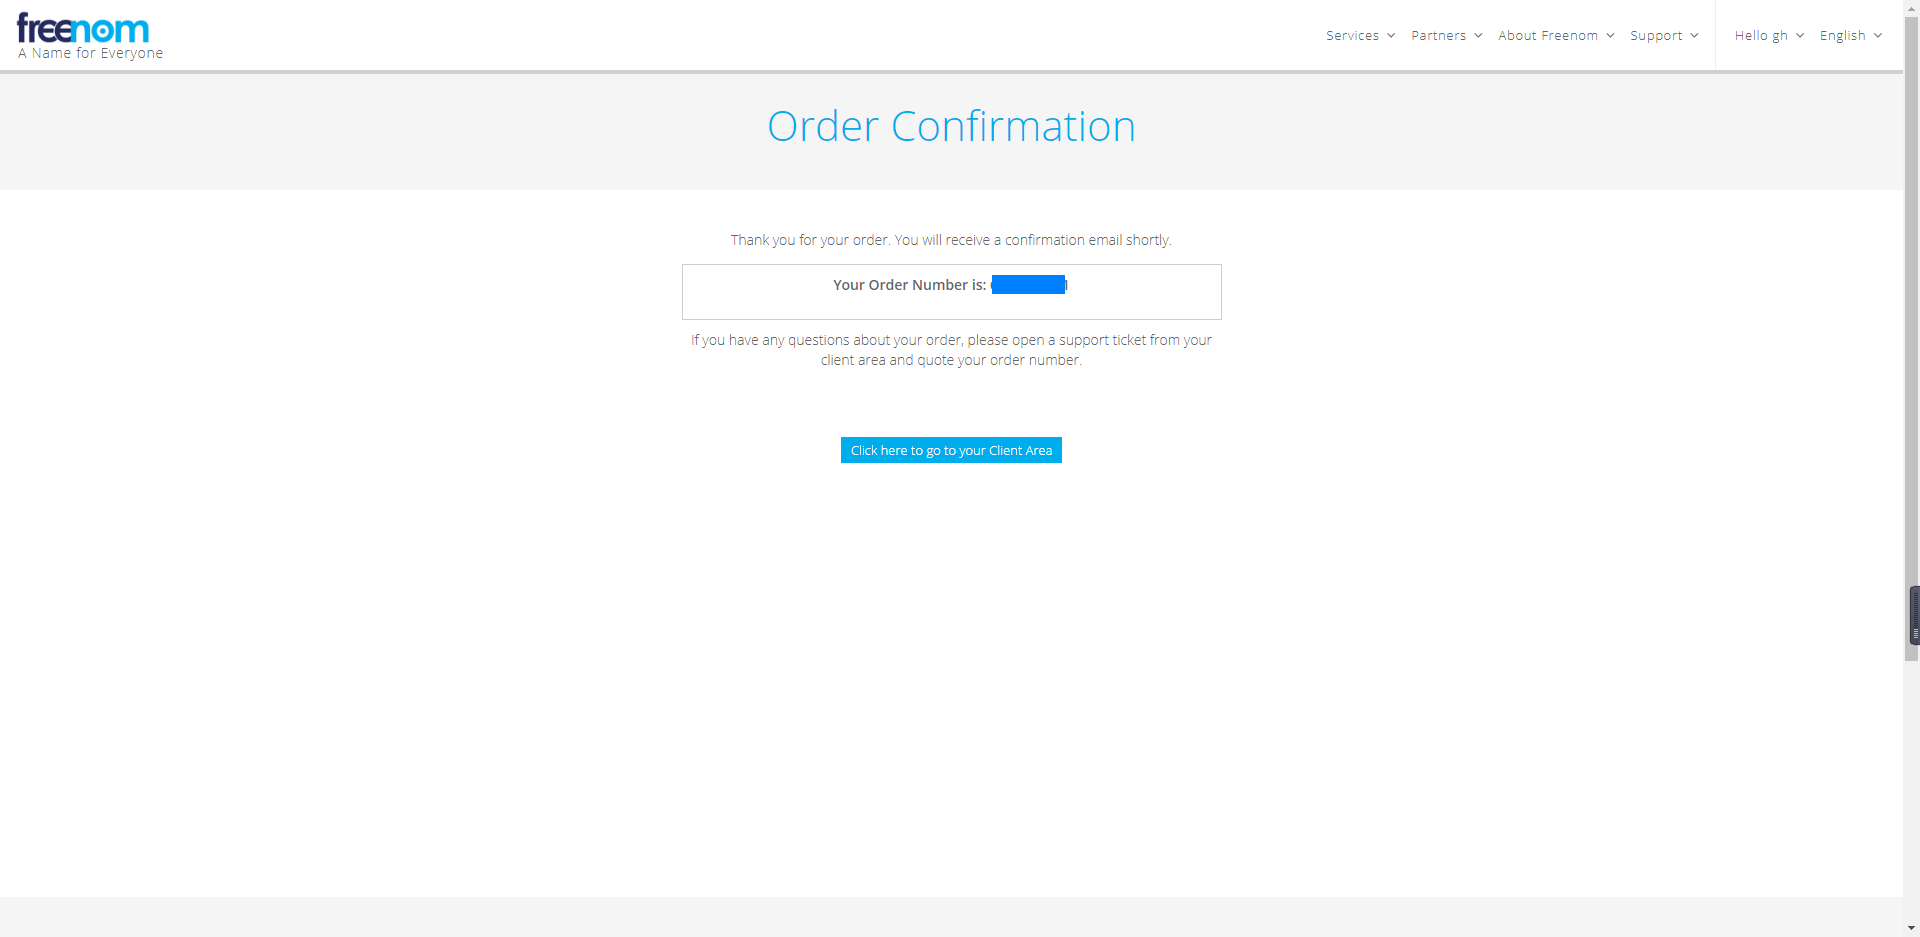 freenom
A Name for Everyone
Services
Partners
About Freenom
Support
Hello gh
English
Order Confirmation
Thank you for your order. You will receive a confirmation email shortly.
Your Order Number is:
If you have any questions about your order, please open a support ticket from your
client area and quote your order number.
Click here to go to your Client Area